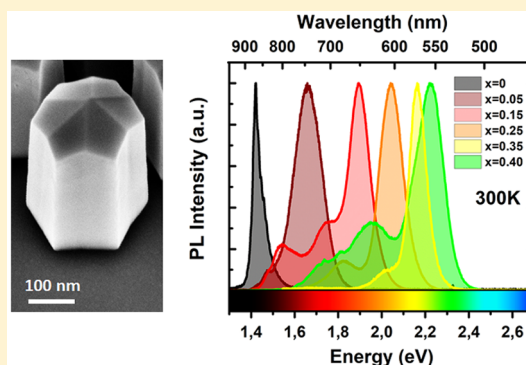 100 nm
Wavelength (nm)
900 800 700 600 550 500
PL Intensity (a.u.)
x=0
x=0.05
x=0.15
x=0.25
x=0.35
x=0.40
300K
1,4 1,6 1,8 2,0 2,2 2,4 2,6
Energy (eV)